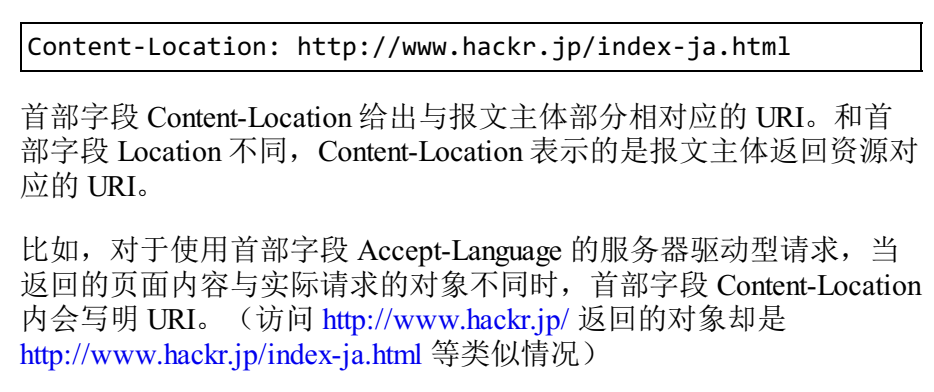 Content-Location: http://www.hackr.jp/index-ja.html
首部字段 Content-Location 给出与报文主体部分相对应的 URI。和首
部字段 Location 不同，Content-Location 表示的是报文主体返回资源对
应的 URI。
比如，对于使用首部字段 Accept-Language 的服务器驱动型请求，当
返回的页面内容与实际请求的对象不同时，首部字段 Content-Location
内会写明 URI。（访问 http://www.hackr.jp/ 返回的对象却是
http://www.hackr.jp/index-ja.html 等类似情况）